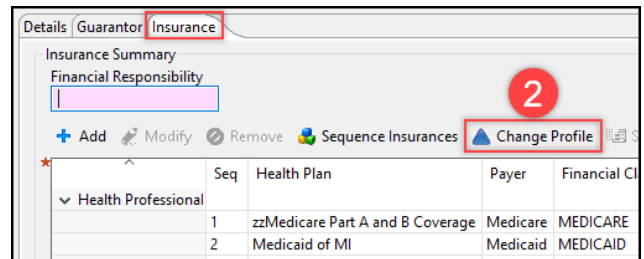 Details Guarantor Insurance
Insurance Summary
Financial Responsibility
2
Add Modify Remove Sequence Insurances Change Profile
Seq Health Plan Payer Financial Cl
Health Professional
1 zzMedicare Part A and B Coverage Medicare MEDICARE
2 Medicaid of MI Medicaid MEDICAID